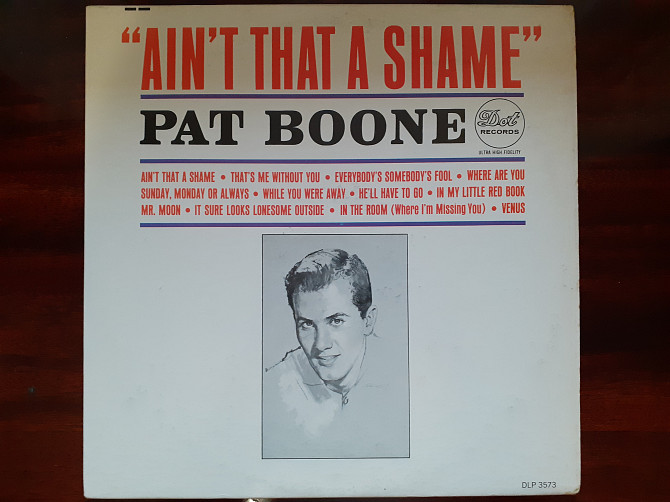 "AIN'T THAT A SHAME"
PAT BOONE
Dot
RECORDS
ULTRA HIGH FIDELITY
AIN'T THAT A SHAME • THAT'S ME WITHOUT YOU • EVERYBODY'S SOMEBODY'S FOOL • WHERE ARE YOU
SUNDAY, MONDAY OR ALWAYS • WHILE YOU WERE AWAY • HE'LL HAVE TO GO • IN MY LITTLE RED BOOK
MR. MOON • IT SURE LOOKS LONESOME OUTSIDE • IN THE ROOM (Where I'm Missing You) • VENUS
DLP 3573